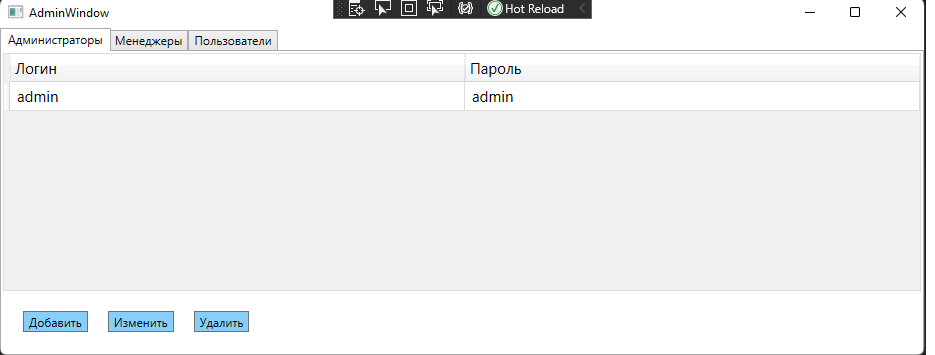 AdminWindow
Hot Reload
Администраторы Менеджеры Пользователи
Логин Пароль
admin admin
Добавить Изменить Удалить